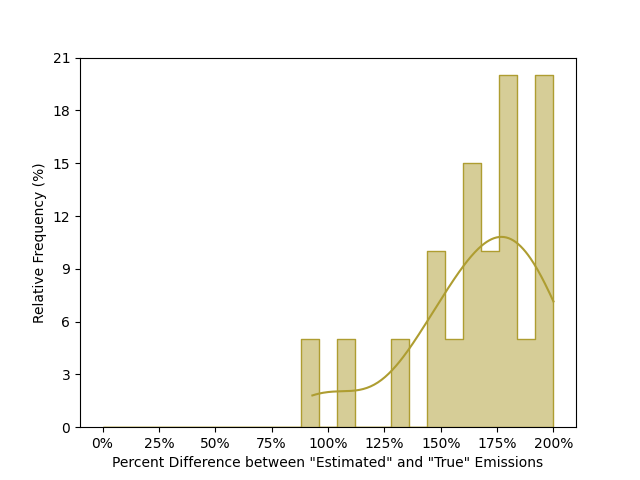 21
18
15
12
9
6
3
0
Relative Frequency (%)
0% 25% 50% 75% 100% 125% 150% 175% 200%
Percent Difference between "Estimated" and "True" Emissions